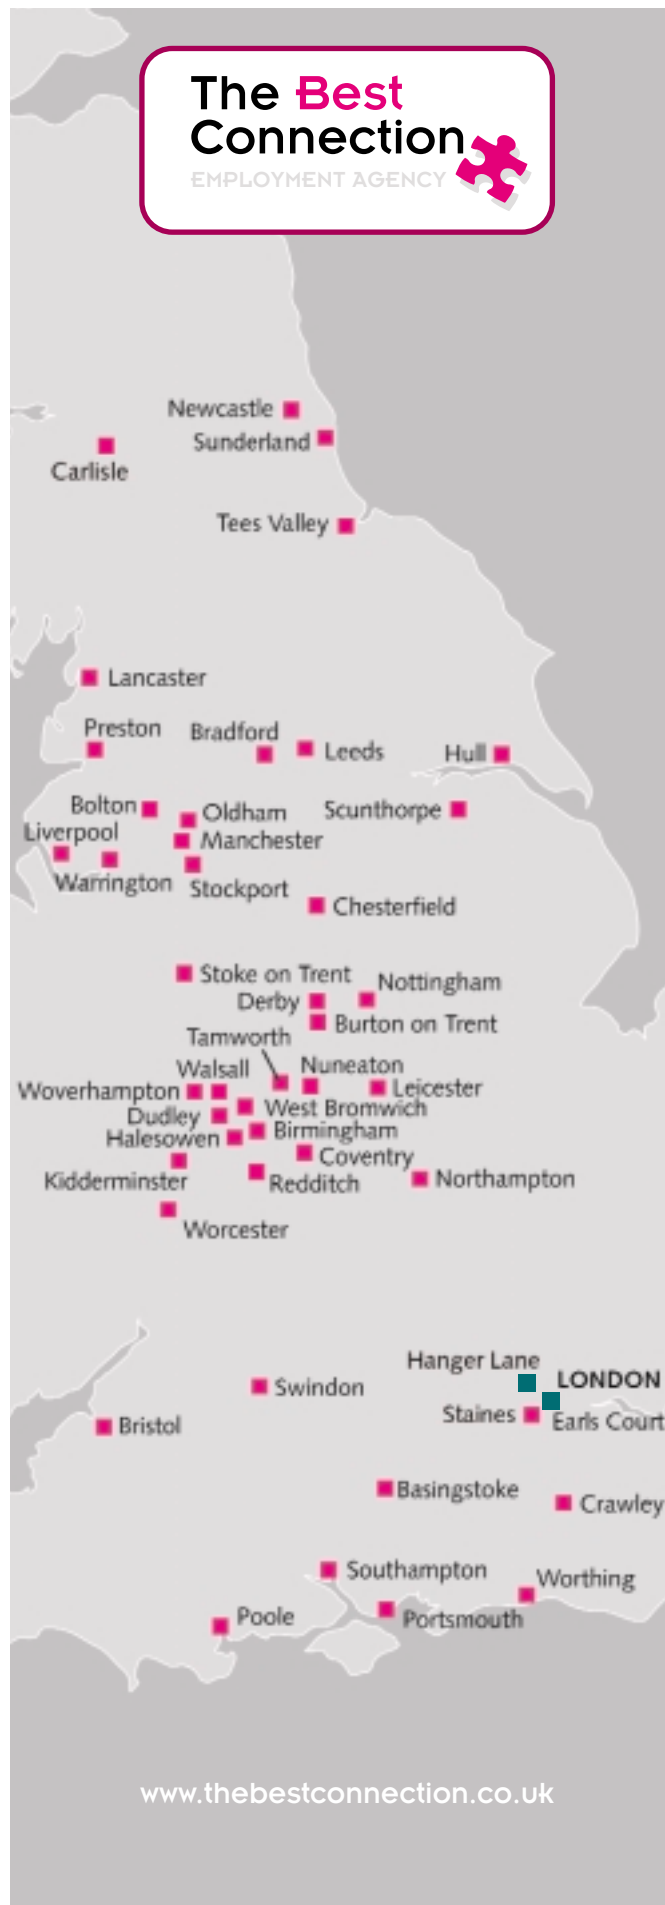 The Best
Connection
EMPLOYMENT AGENCY
Newcastle
Sunderland
Carlisle
Tees Valley
Lancaster
Preston
Bradford
Leeds
Hull
Bolton
Oldham
Scunthorpe
Liverpool
Manchester
Warrington
Stockport
Chesterfield
Stoke on Trent
Nottingham
Derby
Burton on Trent
Tamworth
Walsall
Nuneaton
Woverhampton
Leicester
West Bromwich
Dudley
Birmingham
Halesowen
Coventry
Kidderminster
Redditch
Northampton
Worcester
Hanger Lane
LONDON
Swindon
Staines
Earls Court
Bristol
Basingstoke
Crawley
Southampton
Worthing
Poole
Portsmouth
www.thebestconnection.co.uk